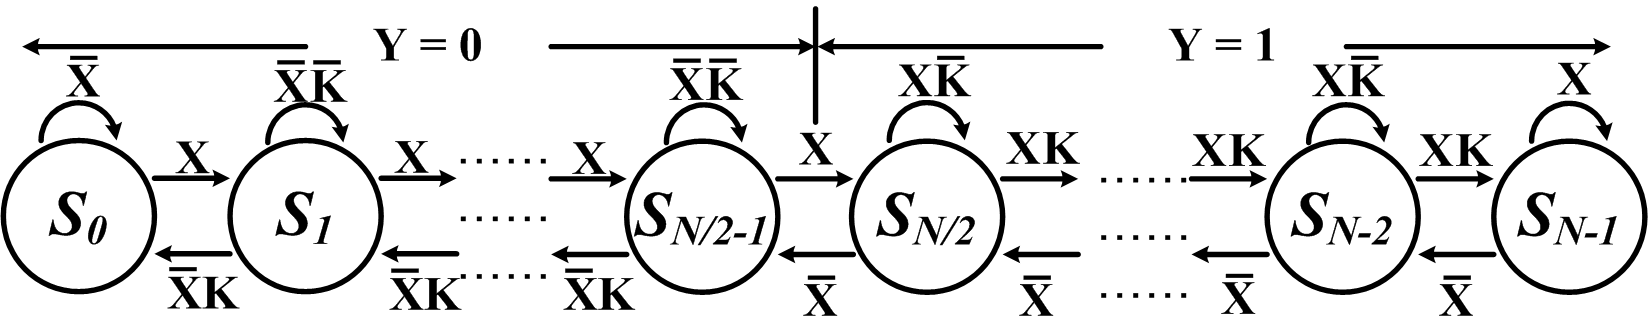 Y = 0 Y = 1
X̅ X̅K̅ X̅K̅ XK̅ XK̅ X
X X ...... X X XK ...... XK XK
S0 S1 ...... SN/2-1 SN/2 ...... SN-2 SN-1
X̅K X̅K ...... X̅K X̅ X̅ ...... X̅ X̅